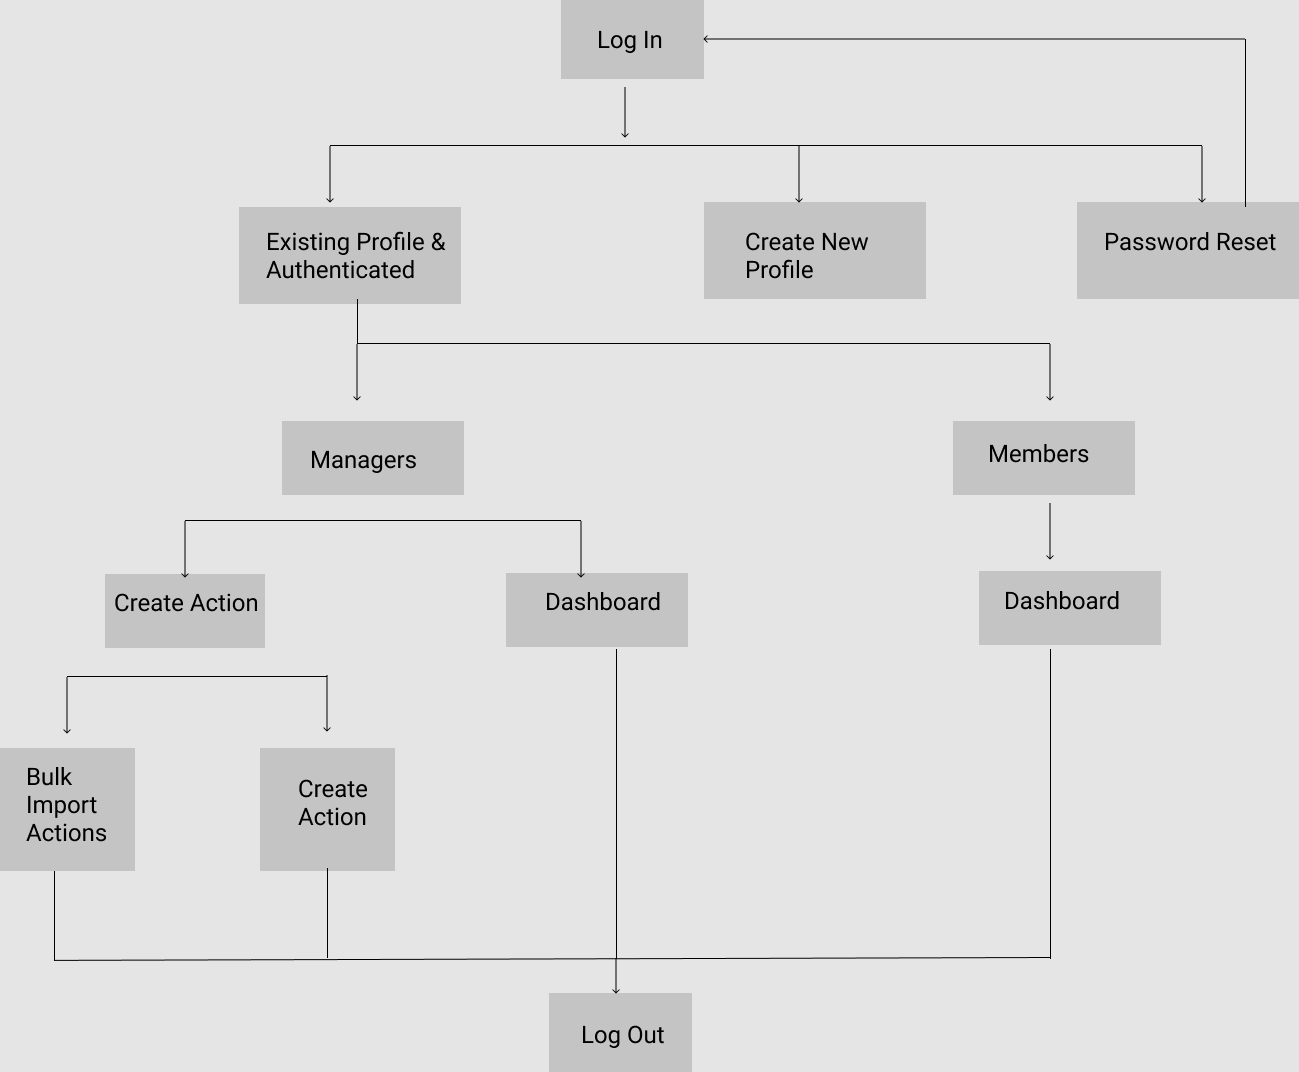 Log In
Existing Profile &
Authenticated
Create New
Profile
Password Reset
Managers
Members
Create Action
Dashboard
Dashboard
Bulk
Import
Actions
Create
Action
Log Out